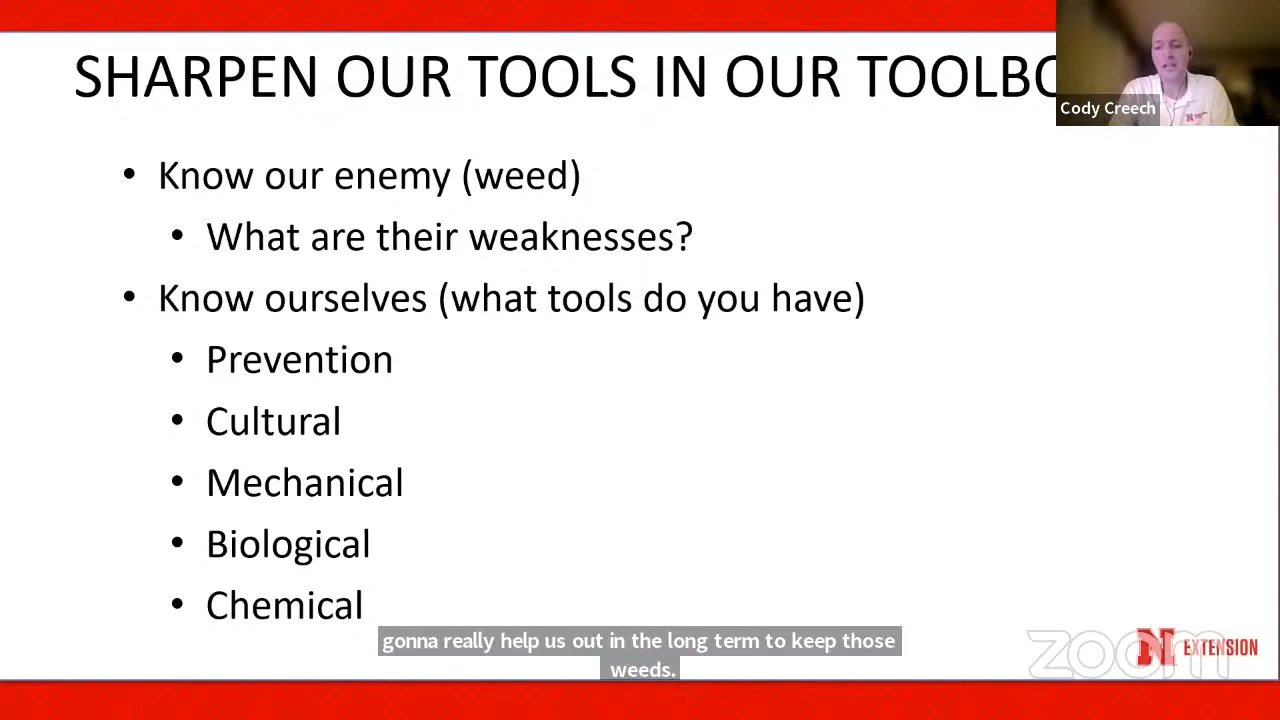 SHARPEN OUR TOOLS IN OUR TOOLBO
Cody Creech
• Know our enemy (weed)
• What are their weaknesses?
• Know ourselves (what tools do you have)
• Prevention
• Cultural
• Mechanical
• Biological
• Chemical
gonna really help us out in the long term to keep those
weeds.
zoom
N EXTENSION